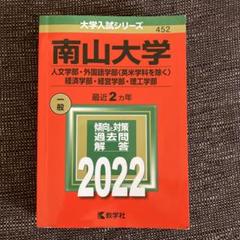 大学入試シリーズ
452
南山大学
人文学部・外国語学部〈英米学科を除く〉
経済学部・経営学部・理工学部
一般
最近2カ年
傾向と対策
過去問
解答
2022
教学社